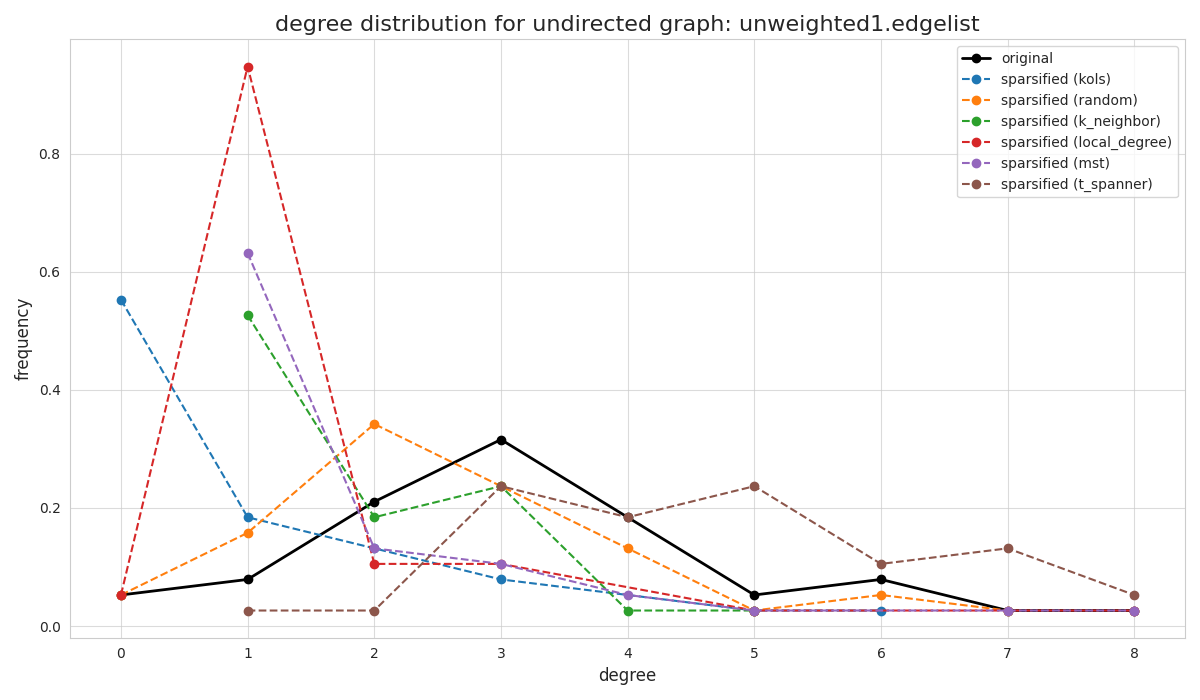 degree distribution for undirected graph: unweighted1.edgelist
original
sparsified (kols)
sparsified (random)
sparsified (k_neighbor)
sparsified (local_degree)
sparsified (mst)
sparsified (t_spanner)
frequency
0.8
0.6
0.4
0.2
0.0
0 1 2 3 4 5 6 7 8
degree